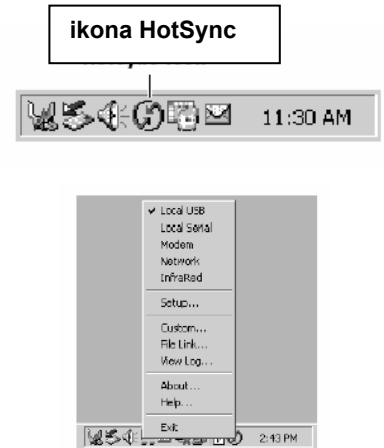 ikona HotSync
11:30 AM
Local USB
Local Serial
Modem
Network
InfraRed
Setup...
Custom...
File Link...
View Log...
About...
Help...
Exit
2:43 PM